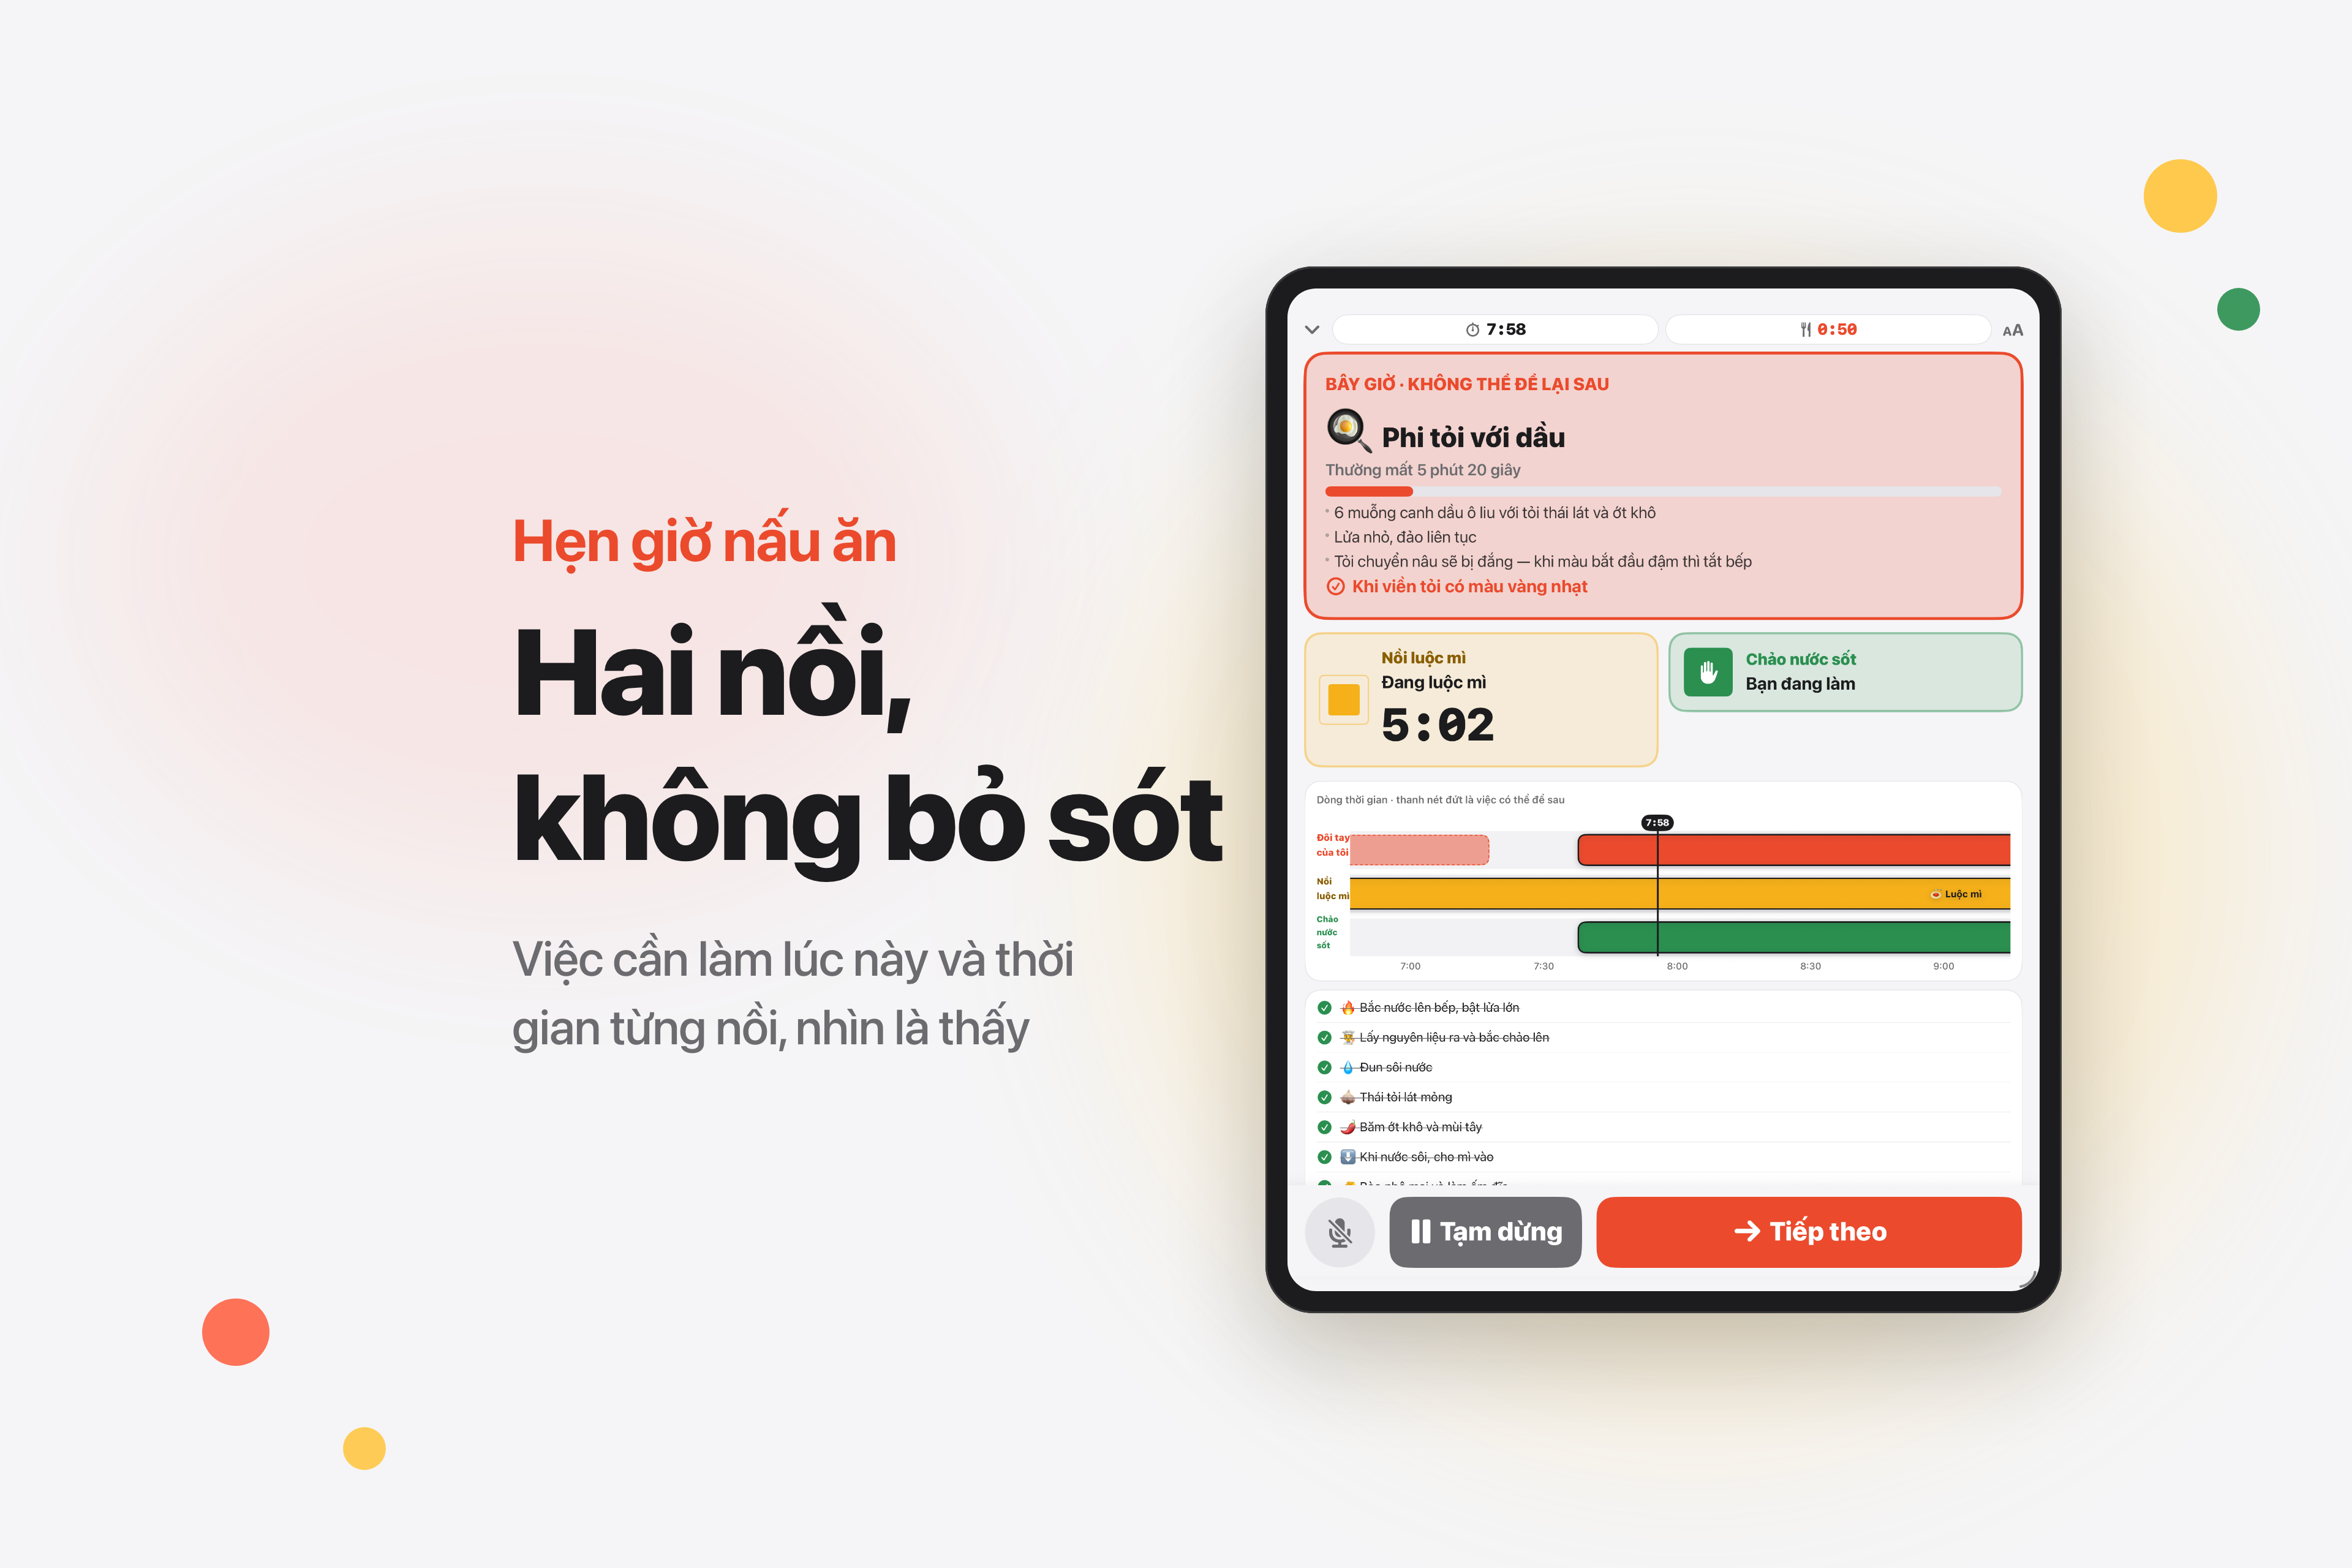 Hẹn giờ nấu ăn
Hai nồi,
không bỏ sót
Việc cần làm lúc này và thời
gian từng nồi, nhìn là thấy
7:58
0:50
AA
BÂY GIỜ · KHÔNG THỂ ĐỂ LẠI SAU
Phi tỏi với dầu
Thường mất 5 phút 20 giây
6 muỗng canh dầu ô liu với tỏi thái lát và ớt khô
Lửa nhỏ, đảo liên tục
Tỏi chuyển nâu sẽ bị đắng — khi màu bắt đầu đậm thì tắt bếp
Khi viền tỏi có màu vàng nhạt
Nồi luộc mì
Đang luộc mì
5:02
Chảo nước sốt
Bạn đang làm
Dòng thời gian · thanh nét đứt là việc có thể để sau
7:58
Đôi tay
của tôi
Nồi
luộc mì
Luộc mì
Chảo
nước
sốt
7:00
7:30
8:00
8:30
9:00
Bắc nước lên bếp, bật lửa lớn
Lấy nguyên liệu ra và bắc chảo lên
Đun sôi nước
Thái tỏi lát mỏng
Băm ớt khô và mùi tây
Khi nước sôi, cho mì vào
Tạm dừng
Tiếp theo